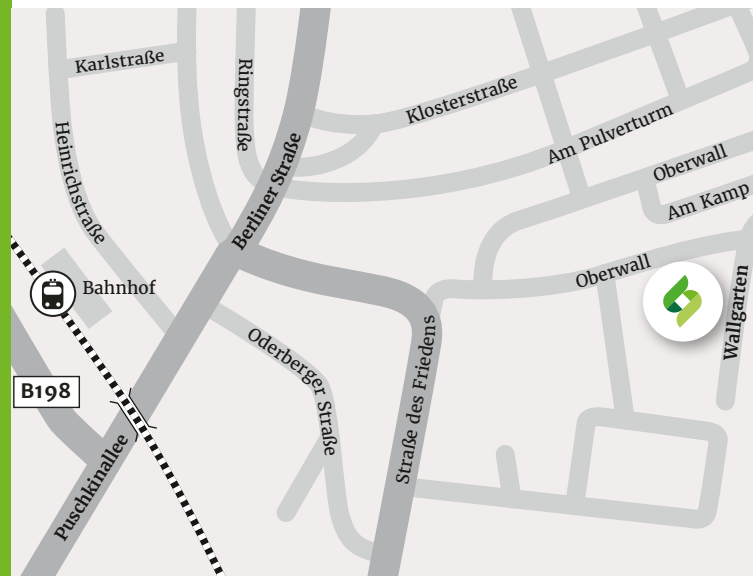 Karlstraße
Ringstraße
Klosterstraße
Am Pulverturm
Heinrichstraße
Berliner Straße
Oberwall
Am Kamp
Bahnhof
Oberwall
Wallgarten
Oderberger Straße
Straße des Friedens
B198
Puschkinallee